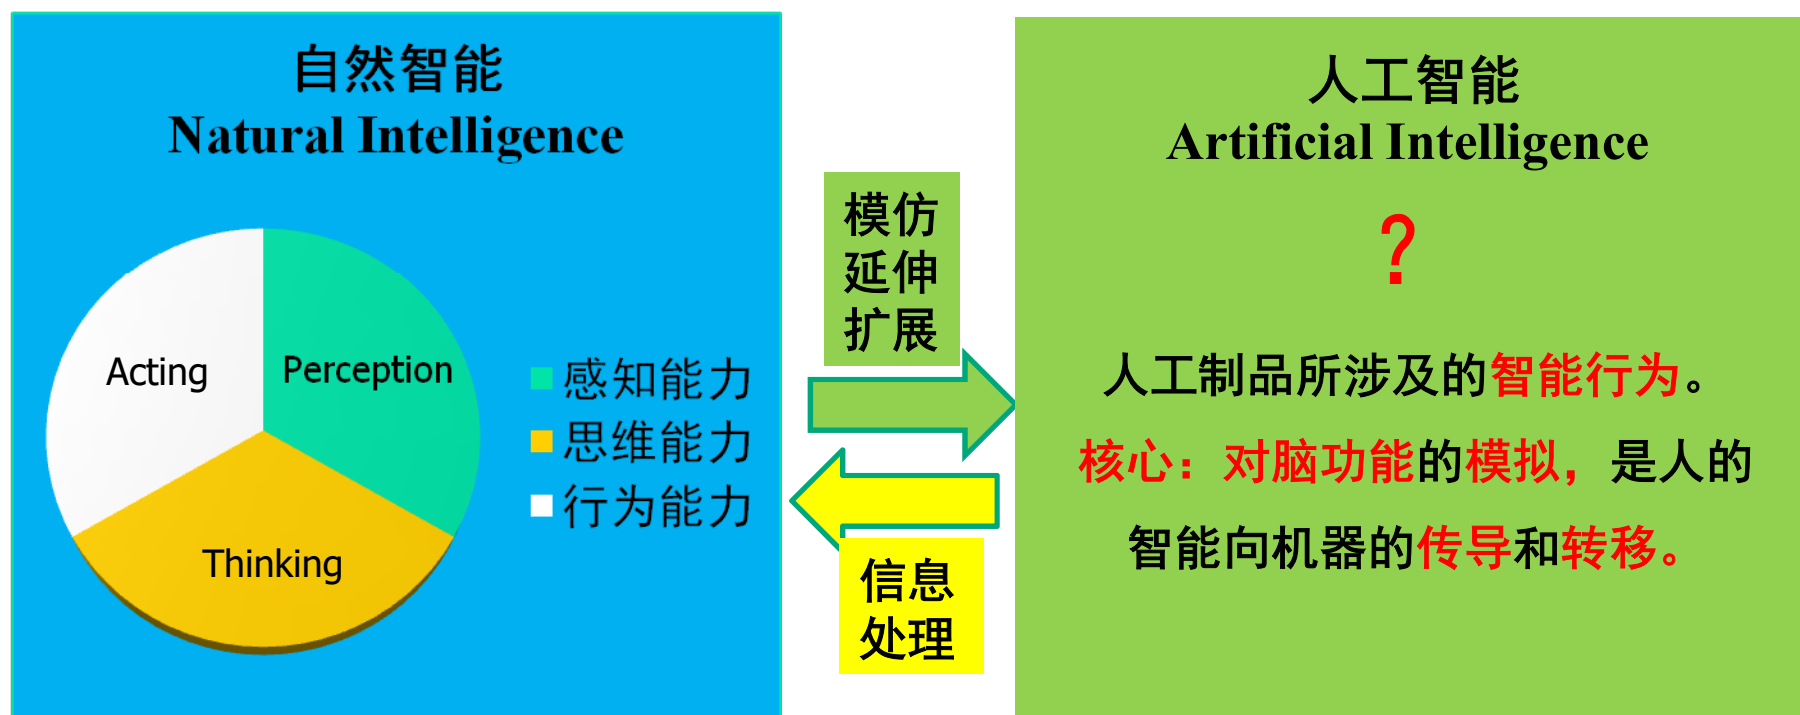 自然智能
Natural Intelligence
Acting
Perception
Thinking
感知能力
思维能力
行为能力
模仿
延伸
扩展
信息
处理
人工智能
Artificial Intelligence
?
人工制品所涉及的智能行为。
核心：对脑功能的模拟，是人的
智能向机器的传导和转移。